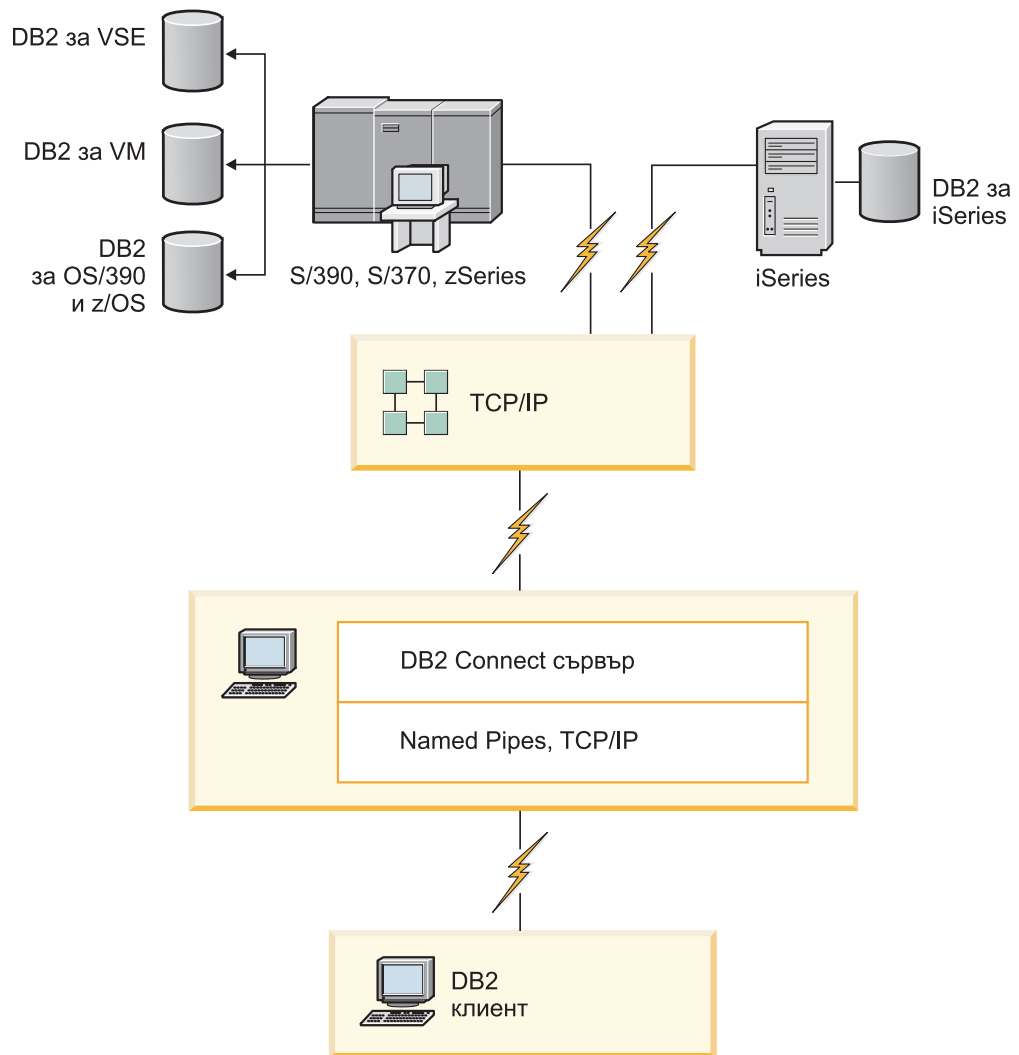 DB2 за VSE
DB2 за VM
DB2
за OS/390
и z/OS
S/390, S/370, zSeries
iSeries
DB2 за
iSeries
TCP/IP
DB2 Connect сървър
Named Pipes, TCP/IP
DB2
клиент